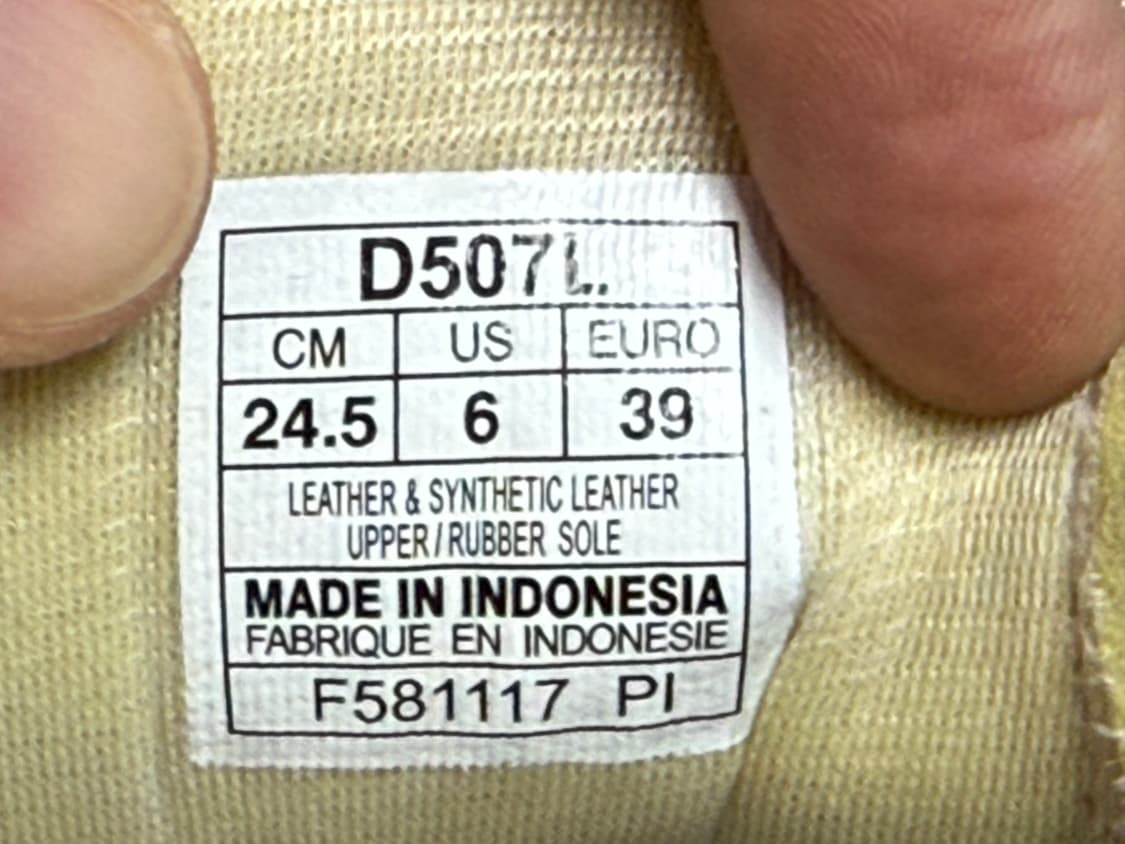 D507L.
CM US EURO
24.5 6 39
LEATHER & SYNTHETIC LEATHER
UPPER / RUBBER SOLE
MADE IN INDONESIA
FABRIQUE EN INDONESIE
F581117 PI